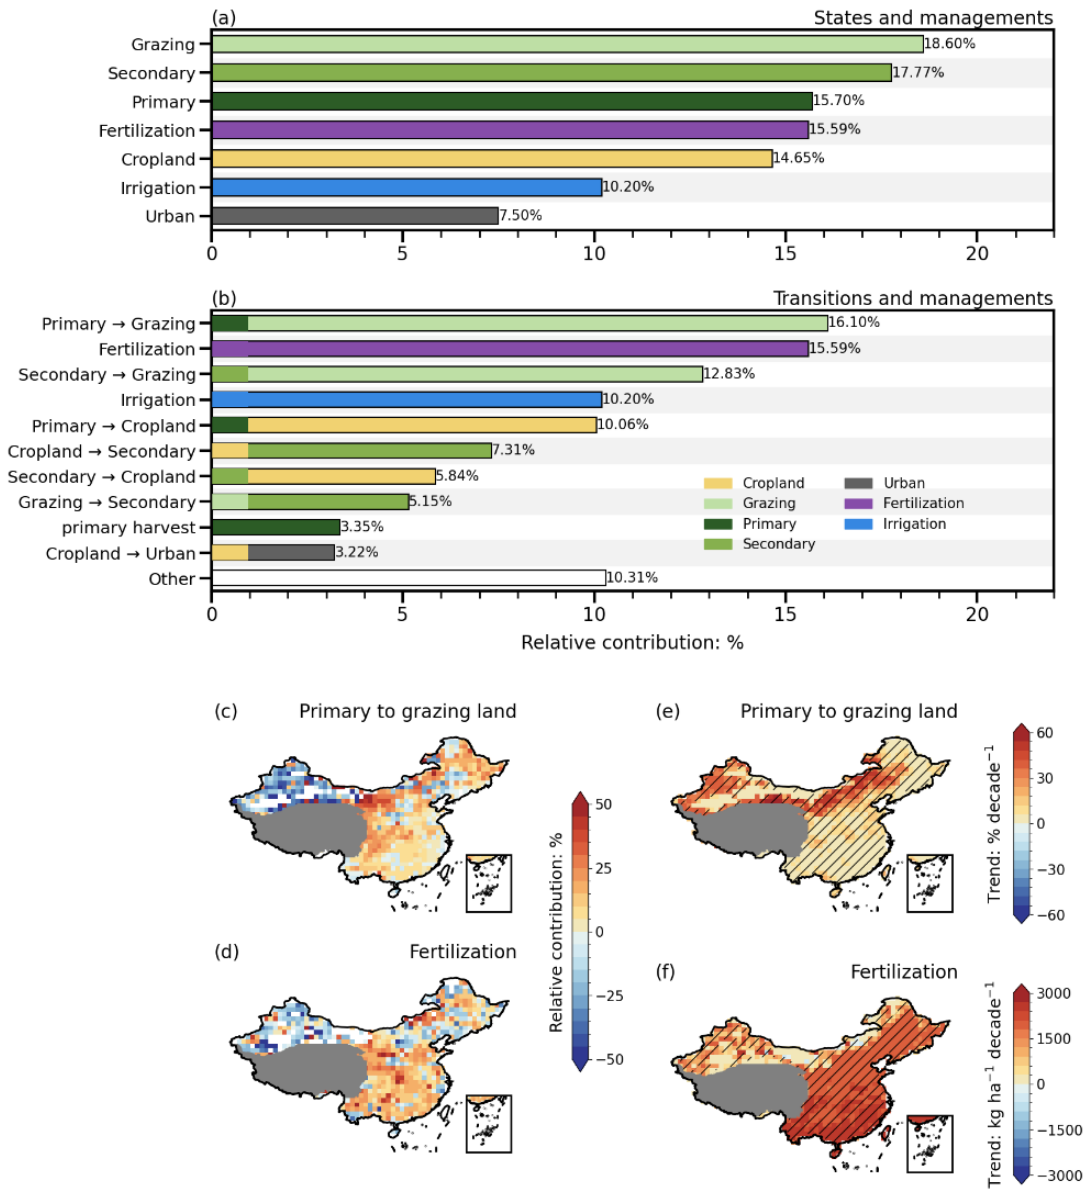 (a) States and managements
Grazing 18.60%
Secondary 17.77%
Primary 15.70%
Fertilization 15.59%
Cropland 14.65%
Irrigation 10.20%
Urban 7.50%
0 5 10 15 20
(b) Transitions and managements
Primary → Grazing 16.10%
Fertilization 15.59%
Secondary → Grazing 12.83%
Irrigation 10.20%
Primary → Cropland 10.06%
Cropland → Secondary 7.31%
Secondary → Cropland 5.84%
Grazing → Secondary 5.15%
primary harvest 3.35%
Cropland → Urban 3.22%
Other 10.31%
Cropland Urban
Grazing Fertilization
Primary Irrigation
Secondary
0 5 10 15 20
Relative contribution: %
(c) Primary to grazing land
(d) Fertilization
Relative contribution: %
50
25
0
−25
−50
(e) Primary to grazing land
Trend: % decade⁻¹
60
30
0
−30
−60
(f) Fertilization
Trend: kg ha⁻¹ decade⁻¹
3000
1500
0
−1500
−3000